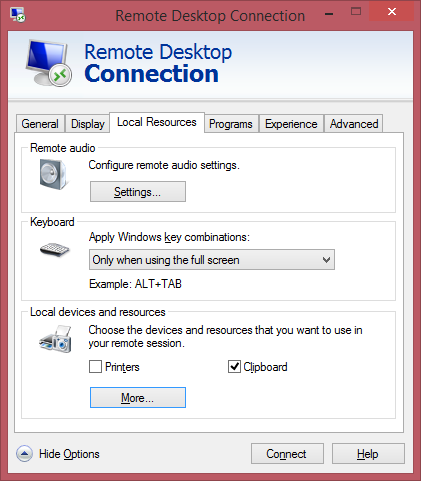 Remote Desktop Connection
Remote Desktop
Connection
General Display Local Resources Programs Experience Advanced
Remote audio
Configure remote audio settings.
Settings...
Keyboard
Apply Windows key combinations:
Only when using the full screen
Example: ALT+TAB
Local devices and resources
Choose the devices and resources that you want to use in
your remote session.
Printers Clipboard
More...
Hide Options Connect Help